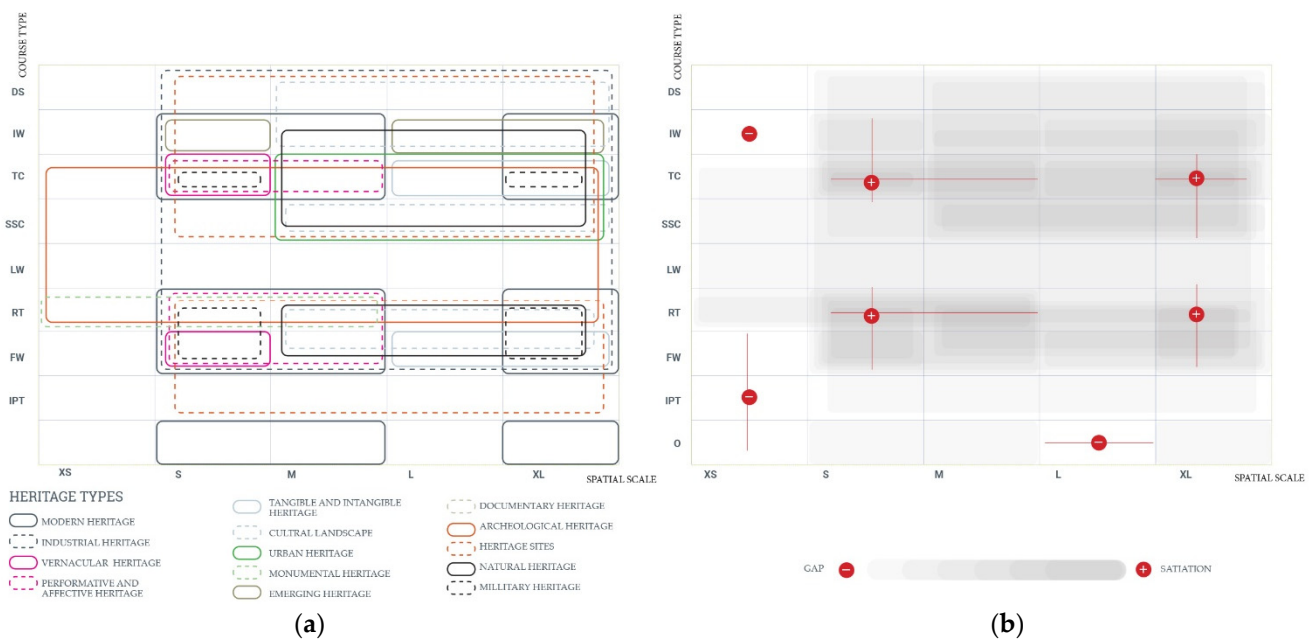 COURSE TYPE
DS
IW
TC
SSC
LW
RT
FW
IPT
XS
S
M
L
XL
SPATIAL SCALE
HERITAGE TYPES
MODERN HERITAGE
INDUSTRIAL HERITAGE
VERNACULAR HERITAGE
PERFORMATIVE AND
AFFECTIVE HERITAGE
TANGIBLE AND INTANGIBLE
HERITAGE
CULTRAL LANDSCAPE
URBAN HERITAGE
MONUMENTAL HERITAGE
EMERGING HERITAGE
DOCUMENTARY HERITAGE
ARCHEOLOGICAL HERITAGE
HERITAGE SITES
NATURAL HERITAGE
MILLITARY HERITAGE
(a)
COURSE TYPE
DS
IW
TC
SSC
LW
RT
FW
IPT
O
XS
S
M
L
XL
SPATIAL SCALE
GAP
SATIATION
(b)